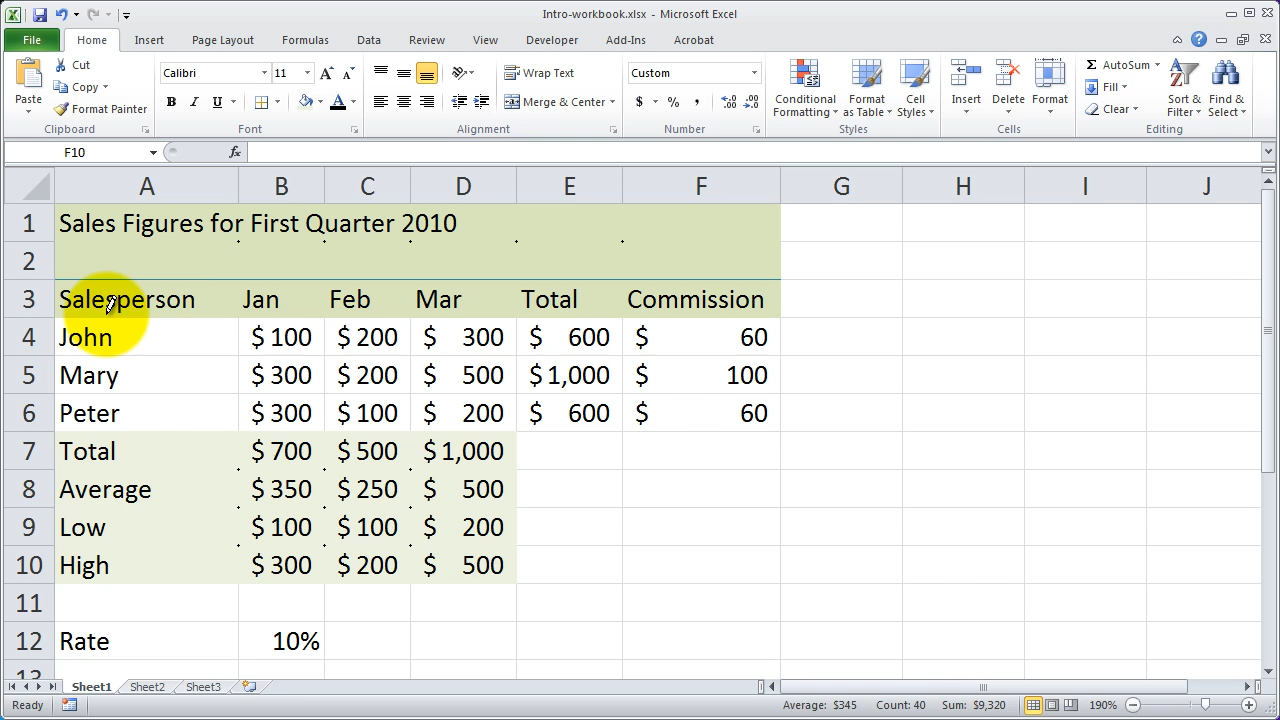 Intro-workbook.xlsx - Microsoft Excel
File Home Insert Page Layout Formulas Data Review View Developer Add-Ins Acrobat
Paste Cut Copy Format Painter Clipboard
Calibri 11 A A B I U A Font
Wrap Text Merge & Center Alignment
Custom $ % , .00 .0 Number
Conditional Formatting Format as Table Cell Styles Styles
Insert Delete Format Cells
Σ AutoSum Fill Clear Sort & Filter Find & Select Editing
F10 fx
A B C D E F G H I J
1 Sales Figures for First Quarter 2010
2
3 Salesperson Jan Feb Mar Total Commission
4 John $ 100 $ 200 $ 300 $ 600 $ 60
5 Mary $ 300 $ 200 $ 500 $ 1,000 $ 100
6 Peter $ 300 $ 100 $ 200 $ 600 $ 60
7 Total $ 700 $ 500 $ 1,000
8 Average $ 350 $ 250 $ 500
9 Low $ 100 $ 100 $ 200
10 High $ 300 $ 200 $ 500
11
12 Rate 10%
13
Sheet1 Sheet2 Sheet3
Ready Average: $345 Count: 40 Sum: $9,320 190%